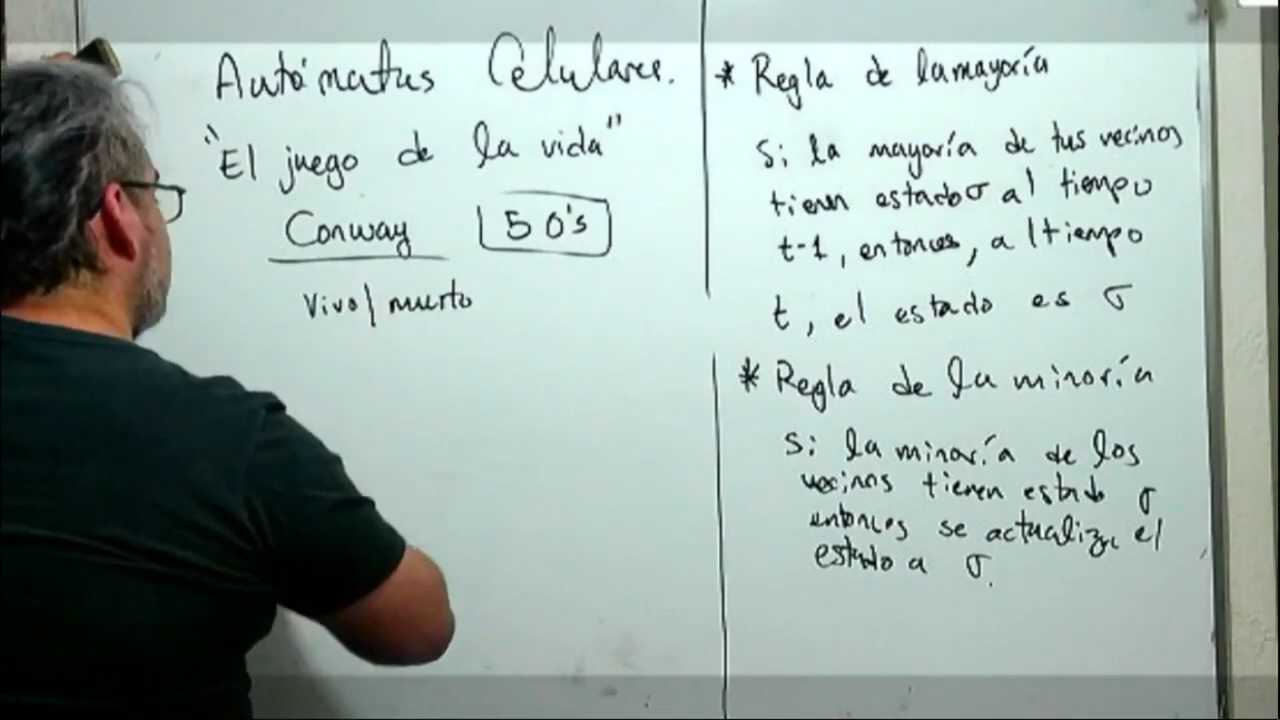 Autómatas Celulares.
"El juego de la vida"
Conway 50's
Vivo/muerto
* Regla de la mayoría
Si la mayoría de tus vecinos
tienen estado σ al tiempo
t-1, entonces, al tiempo
t, el estado es σ
* Regla de la minoría
Si la minoría de los
vecinos tienen estado σ
entonces se actualiza el
estado a σ.